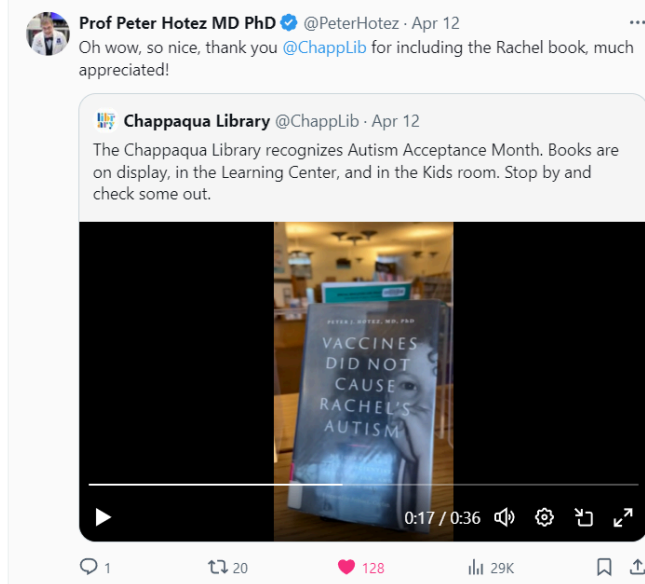 Prof Peter Hotez MD PhD @PeterHotez · Apr 12
Oh wow, so nice, thank you @ChappLib for including the Rachel book, much
appreciated!
libr
ary
Chappaqua Library @ChappLib · Apr 12
The Chappaqua Library recognizes Autism Acceptance Month. Books are
on display, in the Learning Center, and in the Kids room. Stop by and
check some out.
PETER J. HOTEZ, MD, PHD
VACCINES
DID NOT
CAUSE
RACHEL'S
AUTISM
0:17 / 0:36
1
20
128
29K